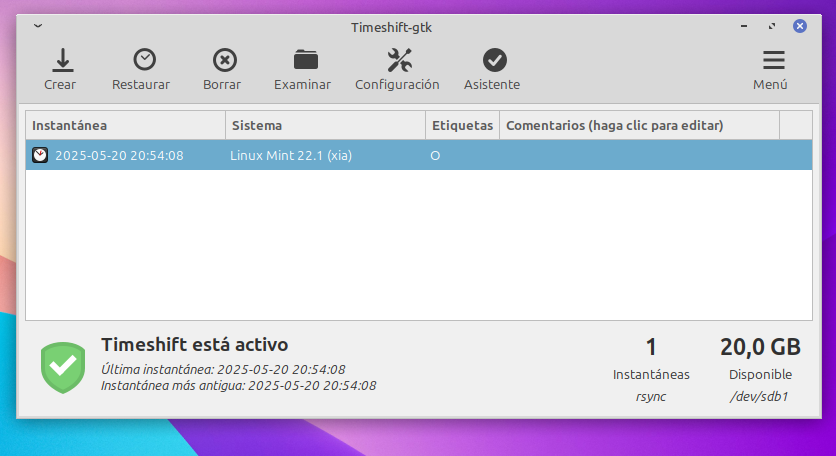 Timeshift-gtk
Crear Restaurar Borrar Examinar Configuración Asistente Menú
Instantánea Sistema Etiquetas Comentarios (haga clic para editar)
2025-05-20 20:54:08 Linux Mint 22.1 (xia) O
Timeshift está activo
Última instantánea: 2025-05-20 20:54:08
Instantánea más antigua: 2025-05-20 20:54:08
1 20,0 GB
Instantáneas Disponible
rsync /dev/sdb1